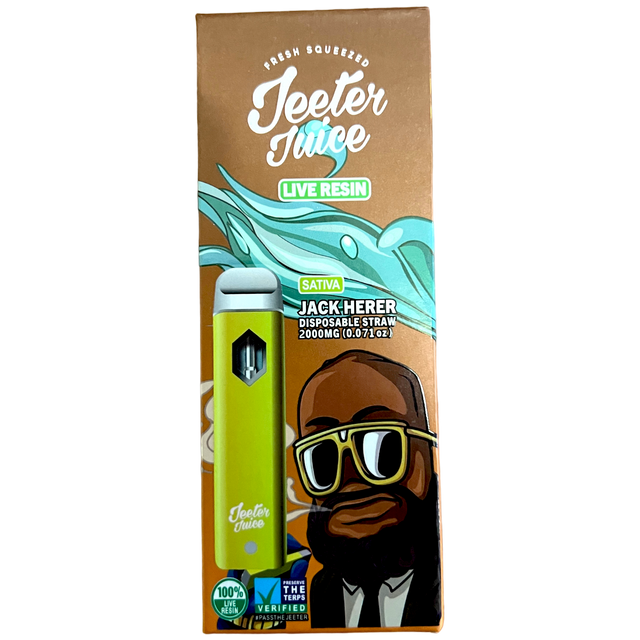 FRESH SQUEEZED
Jeeter
Juice
LIVE RESIN
SATIVA
JACK HERER
DISPOSABLE STRAW
2000MG (0.071oz)
Jeeter
Juice
100%
LIVE
RESIN
PRESERVE
THE
TERPS
VERIFIED
#PASSTHEJEETER